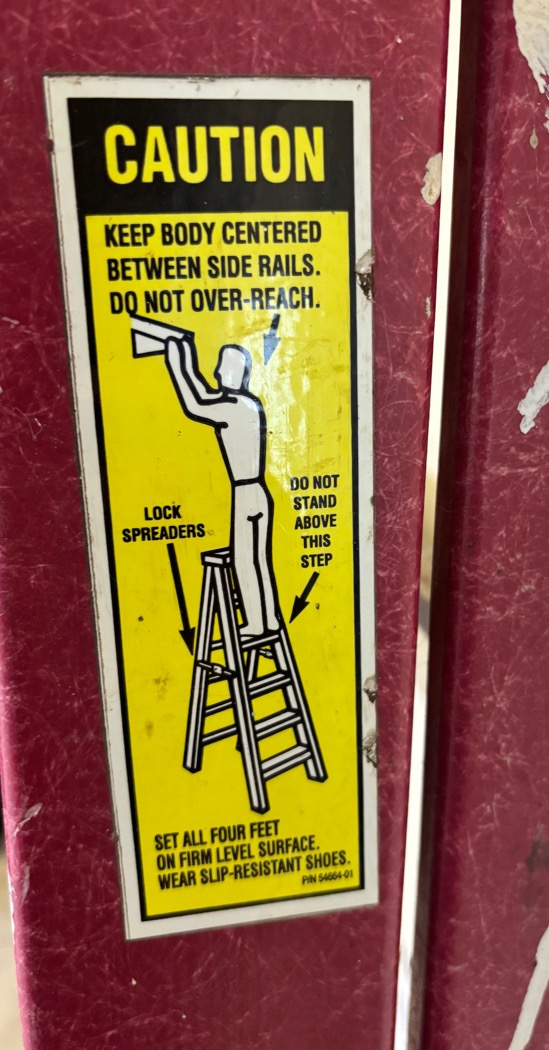 CAUTION
KEEP BODY CENTERED
BETWEEN SIDE RAILS.
DO NOT OVER-REACH.
DO NOT
STAND
ABOVE
THIS
STEP
LOCK
SPREADERS
SET ALL FOUR FEET
ON FIRM LEVEL SURFACE.
WEAR SLIP-RESISTANT SHOES.
P/N 54664-01